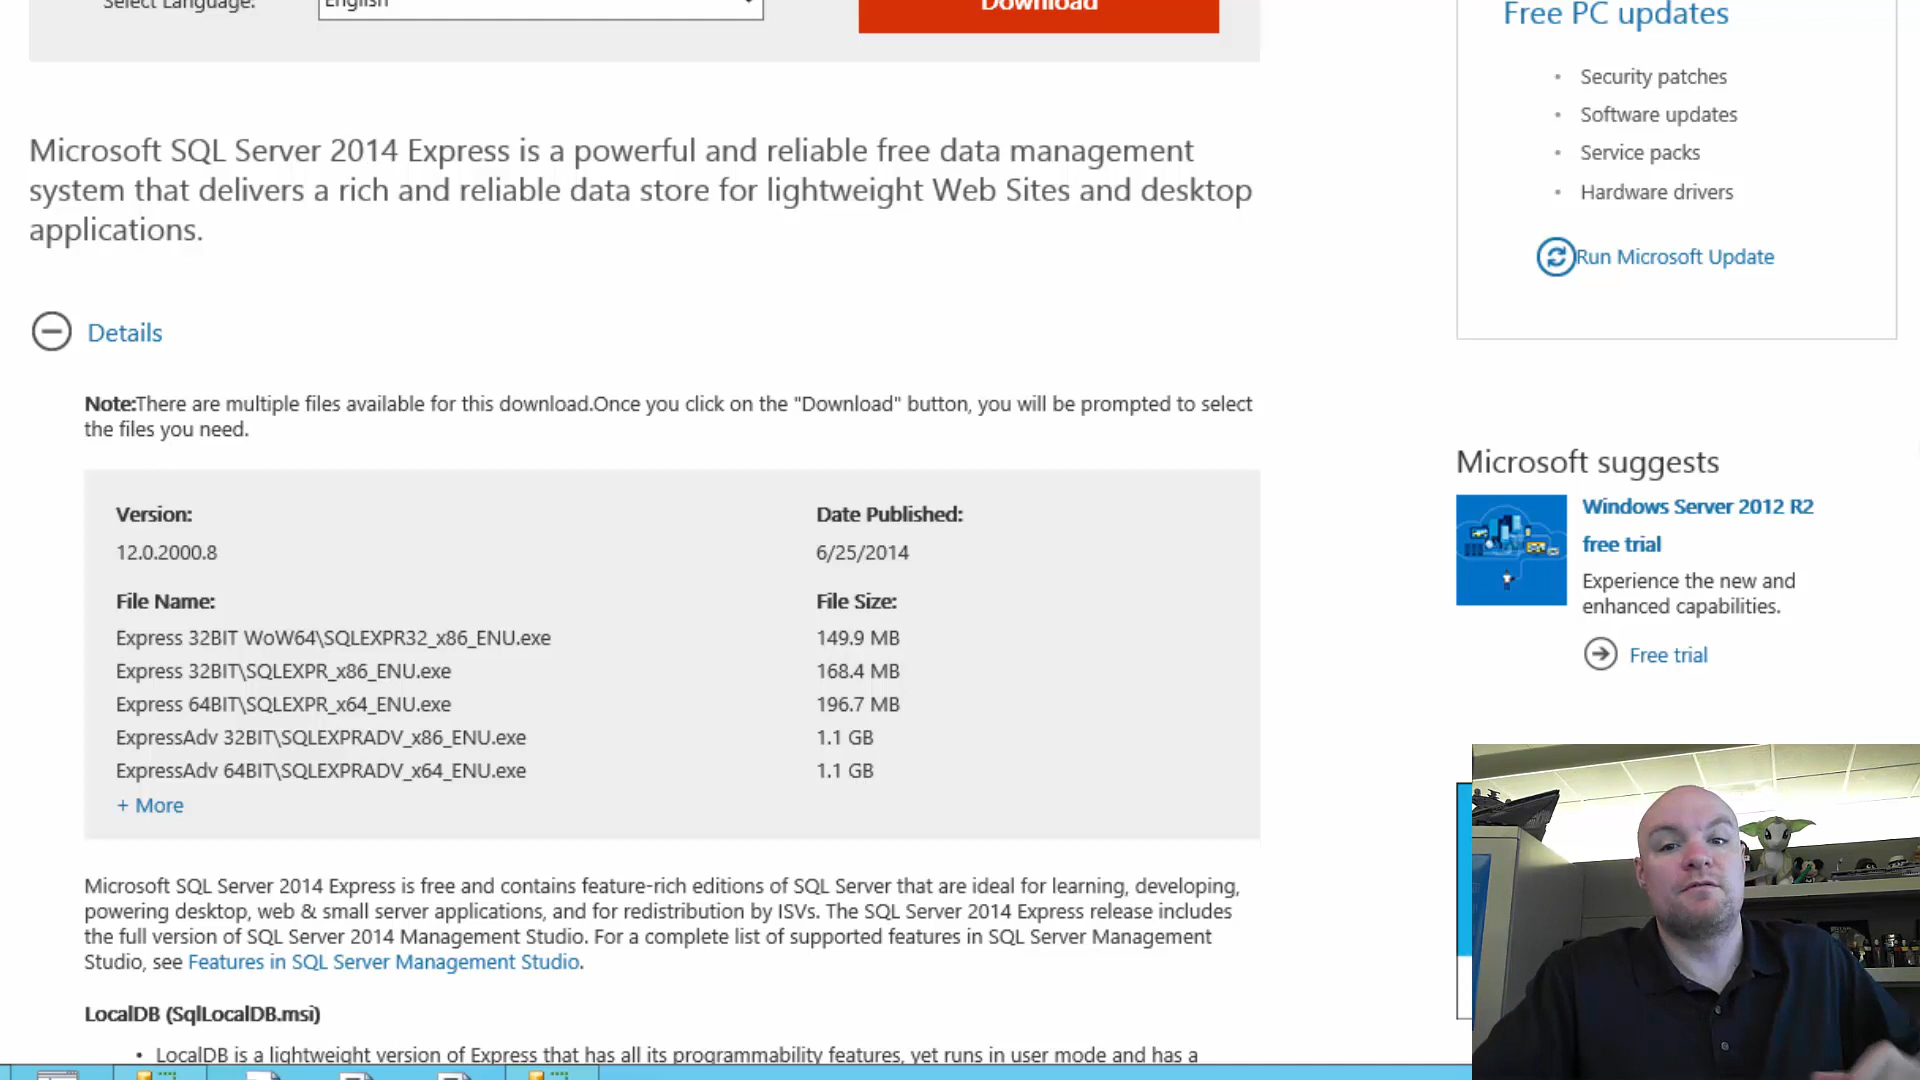 Select Language:
English
Download
Microsoft SQL Server 2014 Express is a powerful and reliable free data management
system that delivers a rich and reliable data store for lightweight Web Sites and desktop
applications.
Details
Note:There are multiple files available for this download.Once you click on the "Download" button, you will be prompted to select
the files you need.
Version:
12.0.2000.8
Date Published:
6/25/2014
File Name:
File Size:
Express 32BIT WoW64\SQLEXPR32_x86_ENU.exe
149.9 MB
Express 32BIT\SQLEXPR_x86_ENU.exe
168.4 MB
Express 64BIT\SQLEXPR_x64_ENU.exe
196.7 MB
ExpressAdv 32BIT\SQLEXPRADV_x86_ENU.exe
1.1 GB
ExpressAdv 64BIT\SQLEXPRADV_x64_ENU.exe
1.1 GB
+ More
Microsoft SQL Server 2014 Express is free and contains feature-rich editions of SQL Server that are ideal for learning, developing,
powering desktop, web & small server applications, and for redistribution by ISVs. The SQL Server 2014 Express release includes
the full version of SQL Server 2014 Management Studio. For a complete list of supported features in SQL Server Management
Studio, see Features in SQL Server Management Studio.
LocalDB (SqlLocalDB.msi)
• LocalDB is a lightweight version of Express that has all its programmability features, yet runs in user mode and has a
Free PC updates
• Security patches
• Software updates
• Service packs
• Hardware drivers
Run Microsoft Update
Microsoft suggests
Windows Server 2012 R2
free trial
Experience the new and
enhanced capabilities.
Free trial